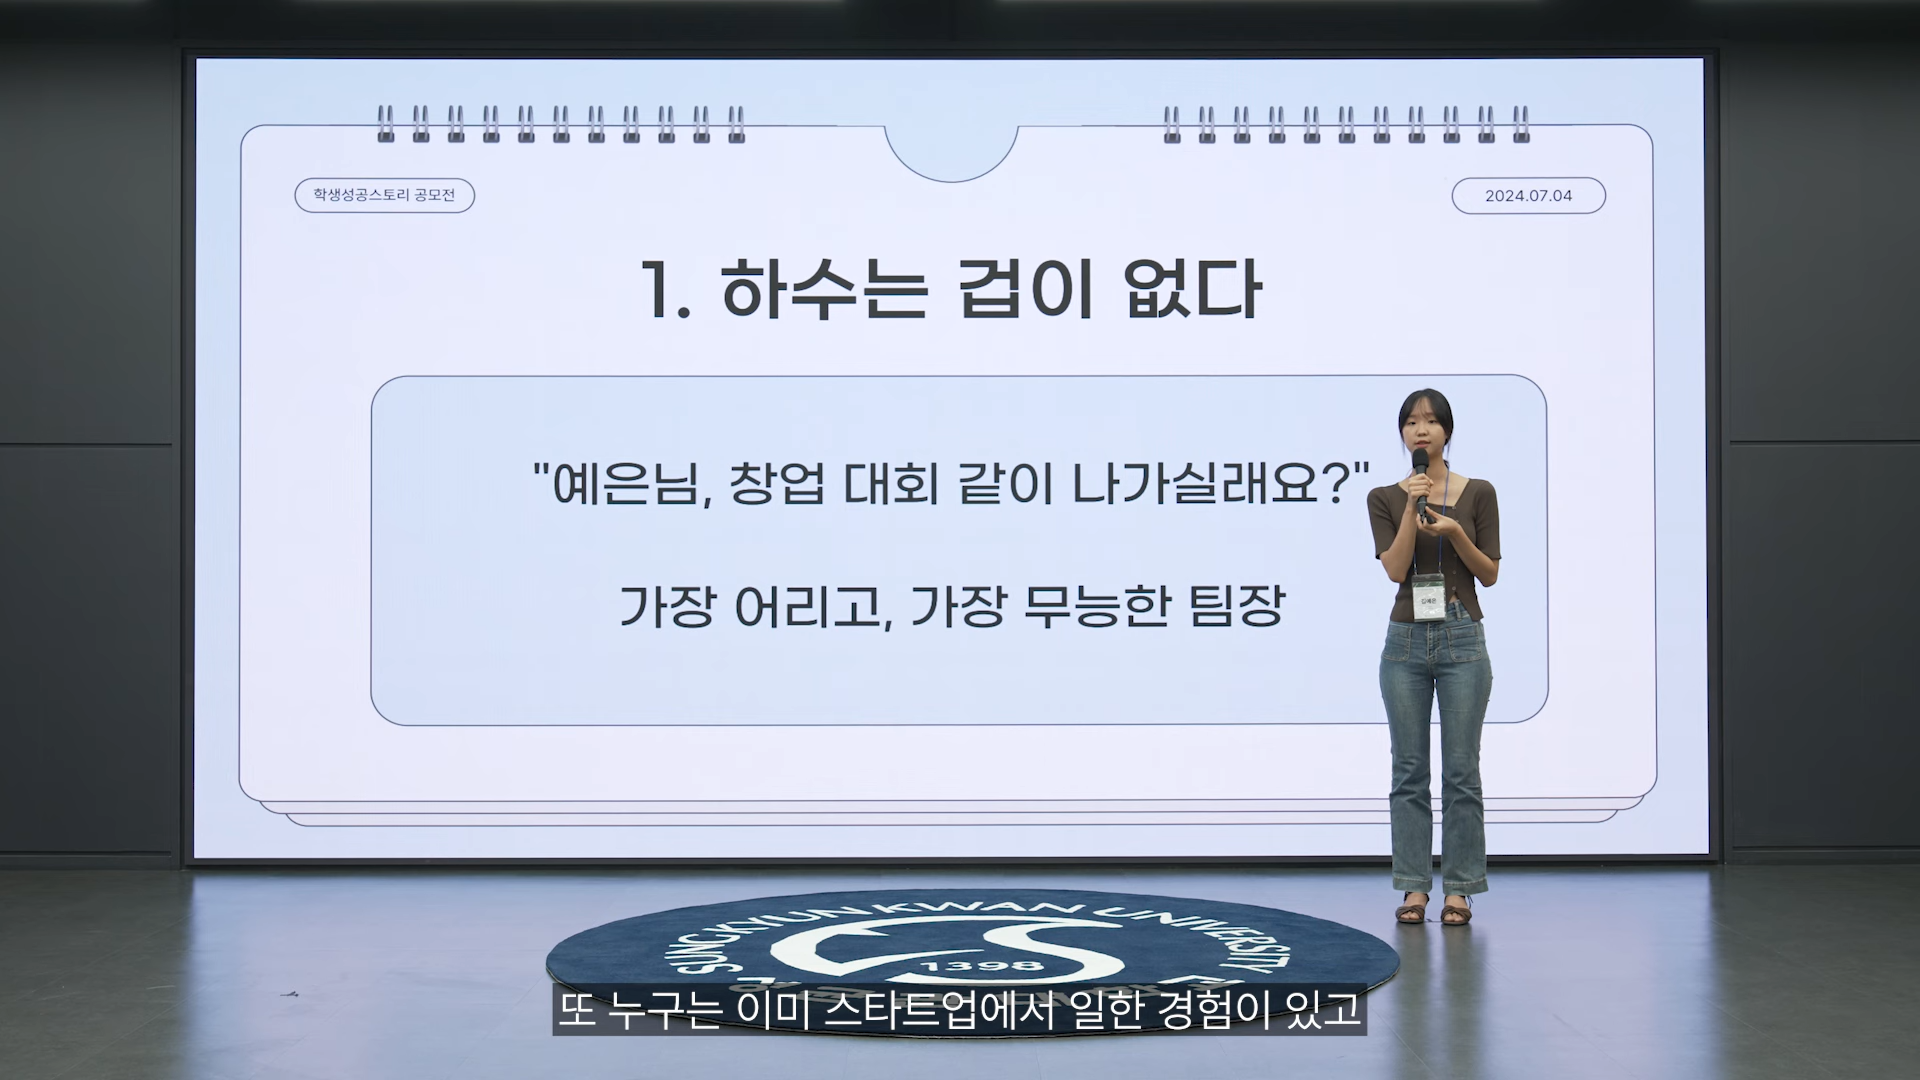 학생성공스토리 공모전
2024.07.04
1. 하수는 겁이 없다
"예은님, 창업 대회 같이 나가실래요?"
가장 어리고, 가장 무능한 팀장
SUNGKYUNKWAN UNIVERSITY
1398
또 누구는 이미 스타트업에서 일한 경험이 있고